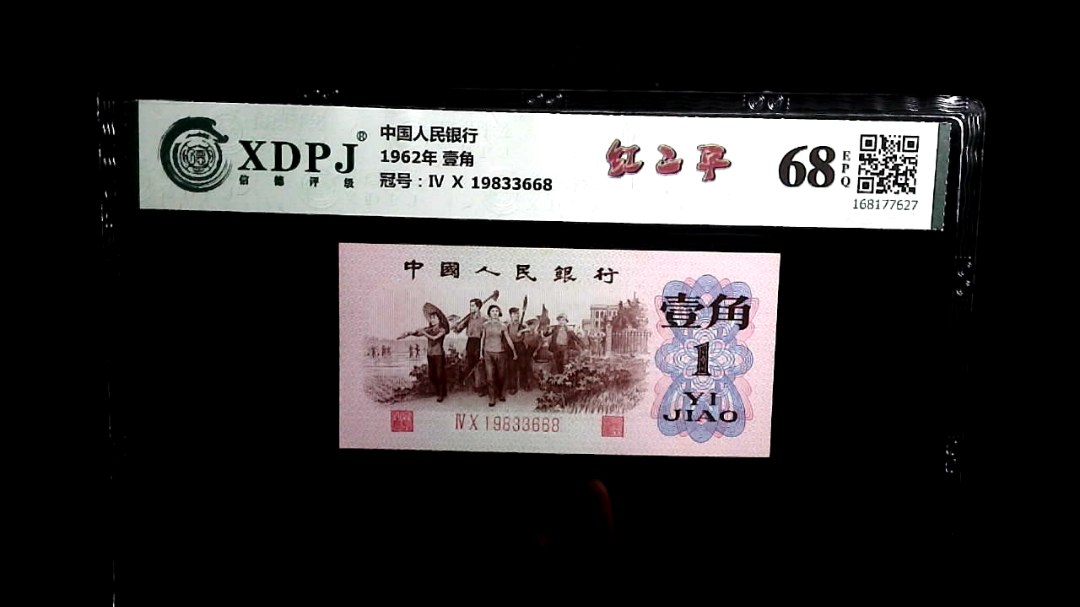 XDPJ®
信德评级
中国人民银行
1962年 壹角
冠号：Ⅳ Ⅹ 19833668
红二平
68
EPQ
168177627
中國人民銀行
壹角
1
YI
JIAO
Ⅳ Ⅹ 19833668